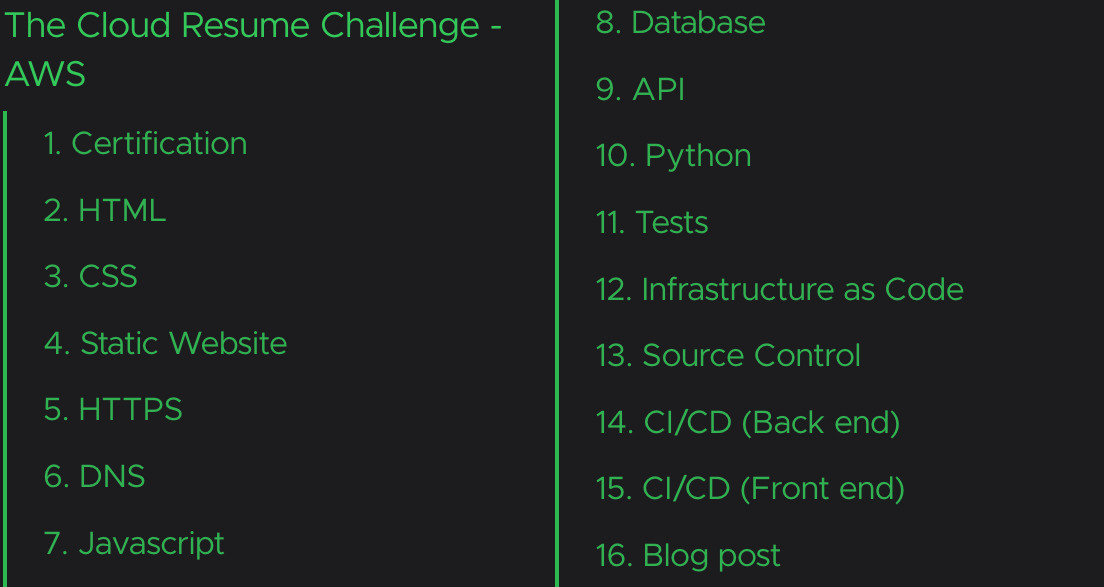 The Cloud Resume Challenge -
AWS
1. Certification
2. HTML
3. CSS
4. Static Website
5. HTTPS
6. DNS
7. Javascript
8. Database
9. API
10. Python
11. Tests
12. Infrastructure as Code
13. Source Control
14. CI/CD (Back end)
15. CI/CD (Front end)
16. Blog post